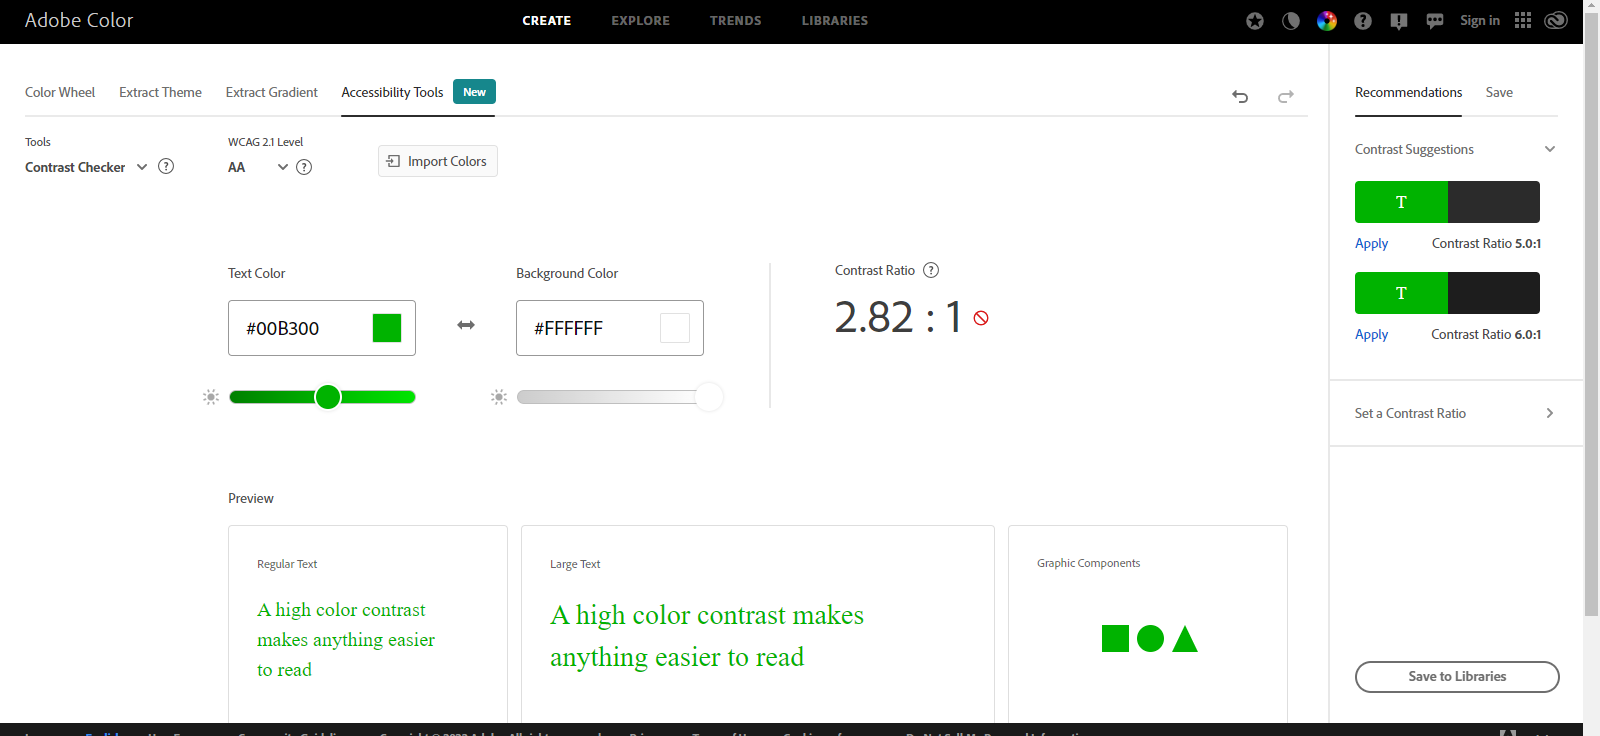 Adobe Color
CREATE EXPLORE TRENDS LIBRARIES
Sign in
Color Wheel Extract Theme Extract Gradient Accessibility Tools New
Recommendations Save
Tools
Contrast Checker
WCAG 2.1 Level
AA
Import Colors
Contrast Suggestions
T
Apply Contrast Ratio 5.0:1
T
Apply Contrast Ratio 6.0:1
Set a Contrast Ratio
Text Color
#00B300
Background Color
#FFFFFF
Contrast Ratio
2.82 : 1
Preview
Regular Text
A high color contrast
makes anything easier
to read
Large Text
A high color contrast makes
anything easier to read
Graphic Components
Save to Libraries